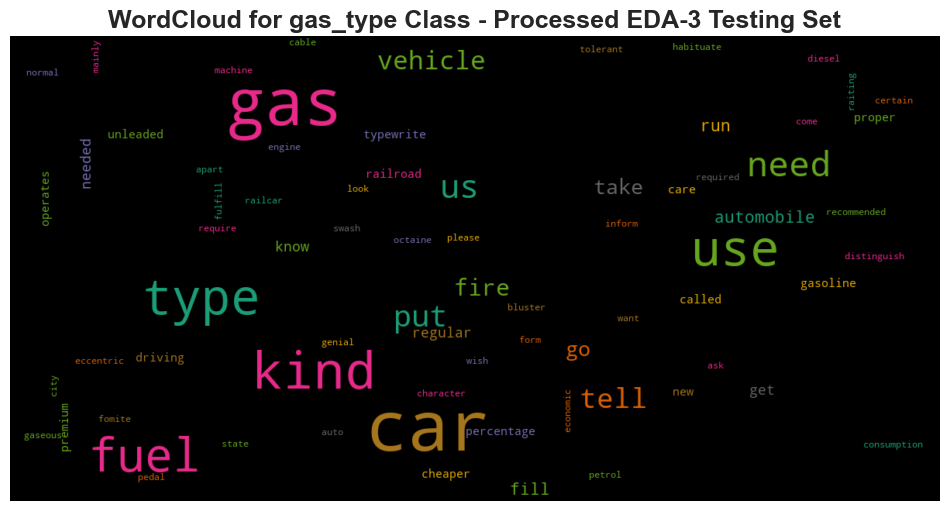 WordCloud for gas_type Class - Processed EDA-3 Testing Set
cable
mainly
tolerant
habituate
vehicle
diesel
normal
machine
gas
raiting
certain
unleaded
typewrite
run
come
proper
needed
engine
need
apart
railroad
us
look
take
care
required
operates
fulfill
railcar
automobile
recommended
require
swash
octaine
please
inform
know
use
distinguish
type
fire
called
gasoline
put
bluster
regular
want
genial
form
go
eccentric
driving
kind
wish
ask
city
character
economic
tell
new
get
premium
fomite
car
percentage
gaseous
fuel
state
auto
consumption
pedal
cheaper
petrol
fill